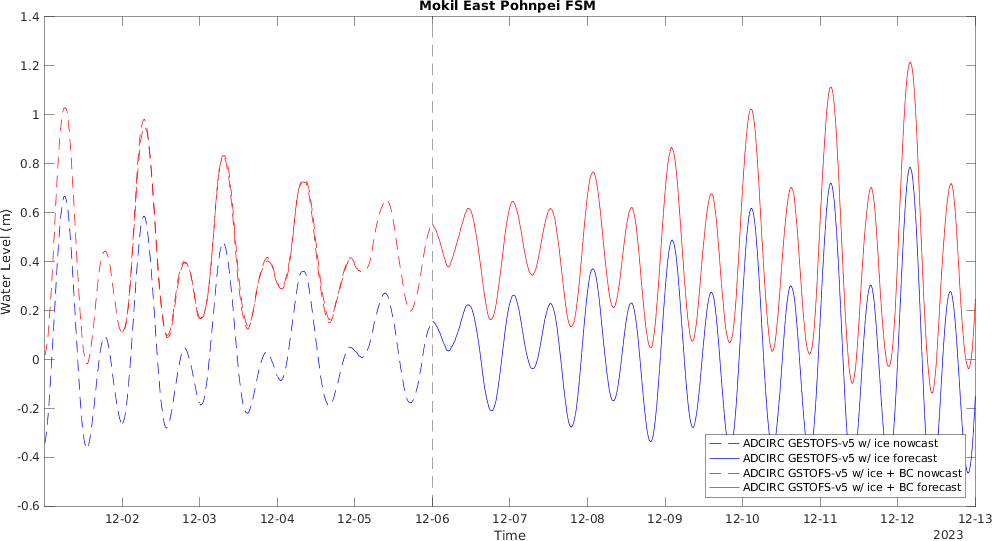 Mokil East Pohnpei FSM
1.4
1.2
1
0.8
0.6
0.4
0.2
0
-0.2
-0.4
-0.6
Water Level (m)
12-02 12-03 12-04 12-05 12-06 12-07 12-08 12-09 12-10 12-11 12-12 12-13
Time
2023
ADCIRC GESTOFS-v5 w/ ice nowcast
ADCIRC GESTOFS-v5 w/ ice forecast
ADCIRC GSTOFS-v5 w/ ice + BC nowcast
ADCIRC GSTOFS-v5 w/ ice + BC forecast